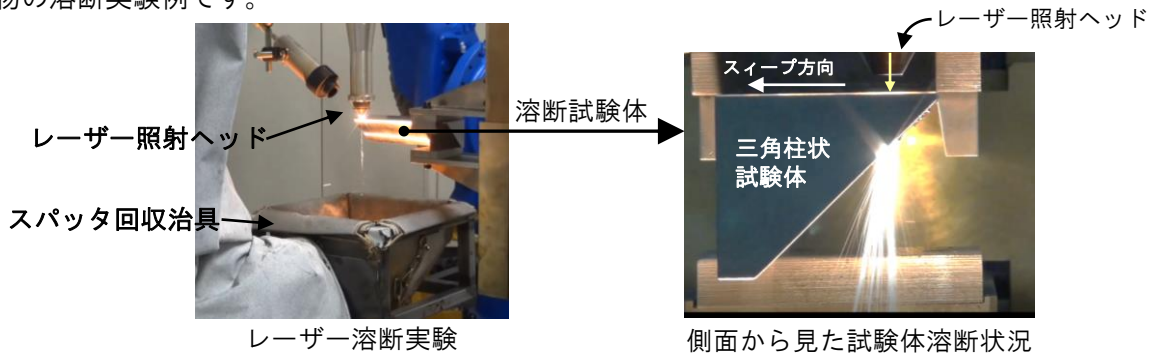 物の溶断実験例です。
レーザー照射ヘッド
スィープ方向
溶断試験体
レーザー照射ヘッド
三角柱状
試験体
スパッタ回収治具
レーザー溶断実験
側面から見た試験体溶断状況